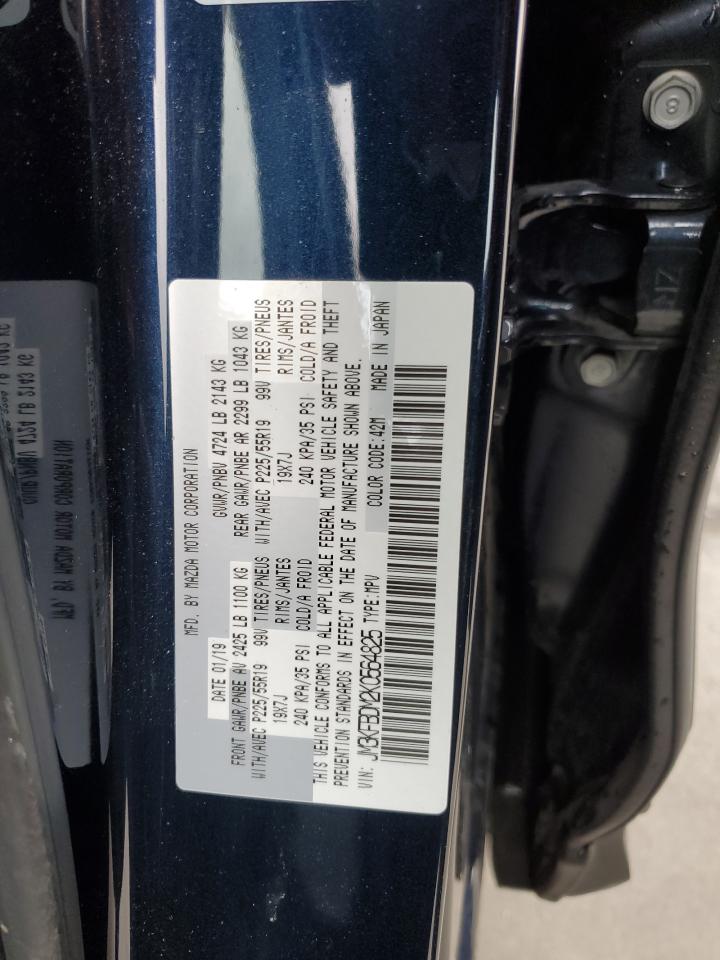 MFD. BY MAZDA MOTOR CORPORATION
DATE 01/19 GVWR/PNBV 4724 LB 2143 KG
FRONT GAWR/PNBE AV 2425 LB 1100 KG REAR GAWR/PNBE AR 2299 LB 1043 KG
WITH/AVEC P225/55R19 99V TIRES/PNEUS WITH/AVEC P225/55R19 99V TIRES/PNEUS
19X7J RIMS/JANTES 19X7J RIMS/JANTES
240 KPA/35 PSI COLD/A FROID 240 KPA/35 PSI COLD/A FROID
THIS VEHICLE CONFORMS TO ALL APPLICABLE FEDERAL MOTOR VEHICLE SAFETY AND THEFT
PREVENTION STANDARDS IN EFFECT ON THE DATE OF MANUFACTURE SHOWN ABOVE.
VIN: JM3KFBDM2K0564825 TYPE:MPV COLOR CODE:42M MADE IN JAPAN
8